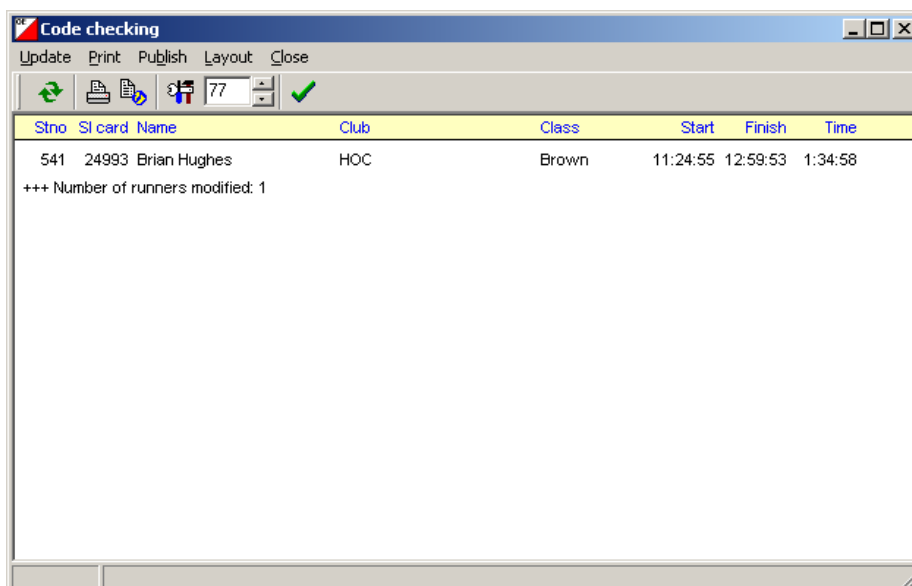 OE Code checking
Update Print Publish Layout Close
77
Stno SI card Name Club Class Start Finish Time
541 24993 Brian Hughes HOC Brown 11:24:55 12:59:53 1:34:58
+++ Number of runners modified: 1